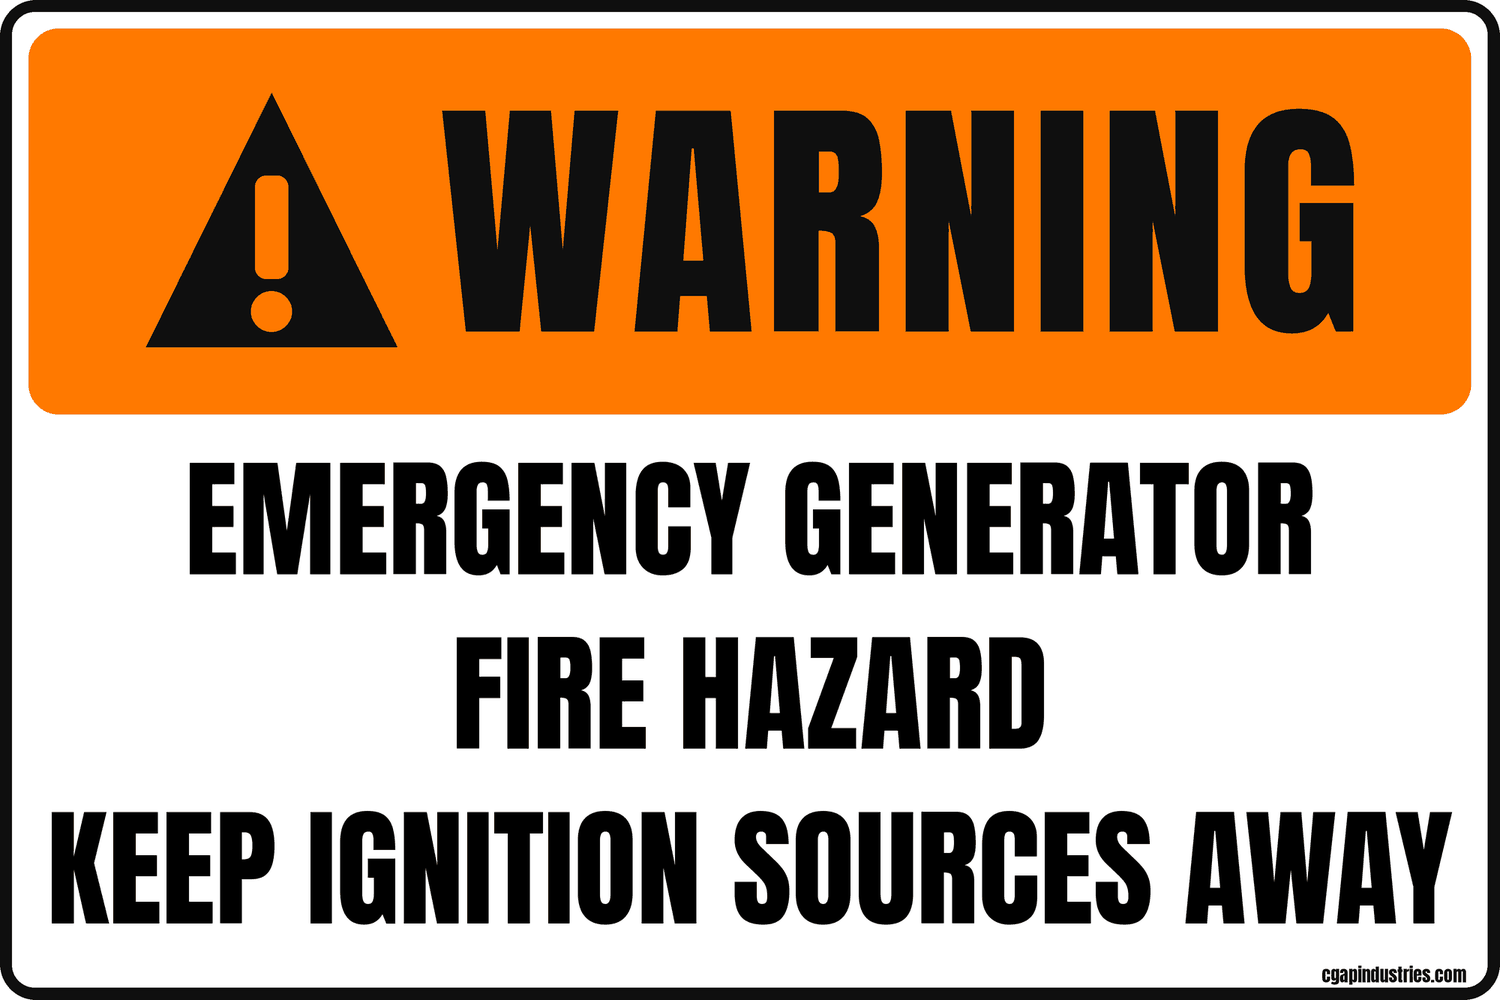 WARNING
EMERGENCY GENERATOR
FIRE HAZARD
KEEP IGNITION SOURCES AWAY
cgapindustries.com